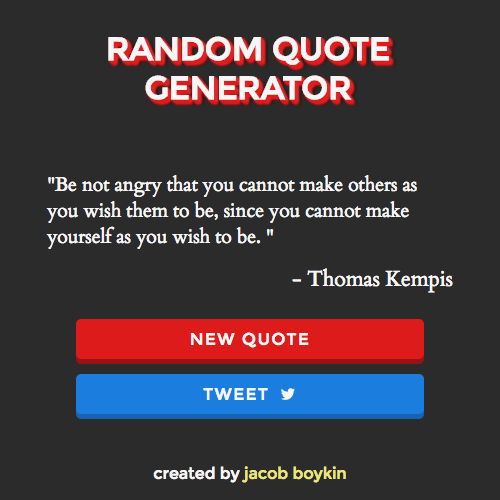 RANDOM QUOTE
GENERATOR
"Be not angry that you cannot make others as
you wish them to be, since you cannot make
yourself as you wish to be. "
- Thomas Kempis
NEW QUOTE
TWEET
created by jacob boykin